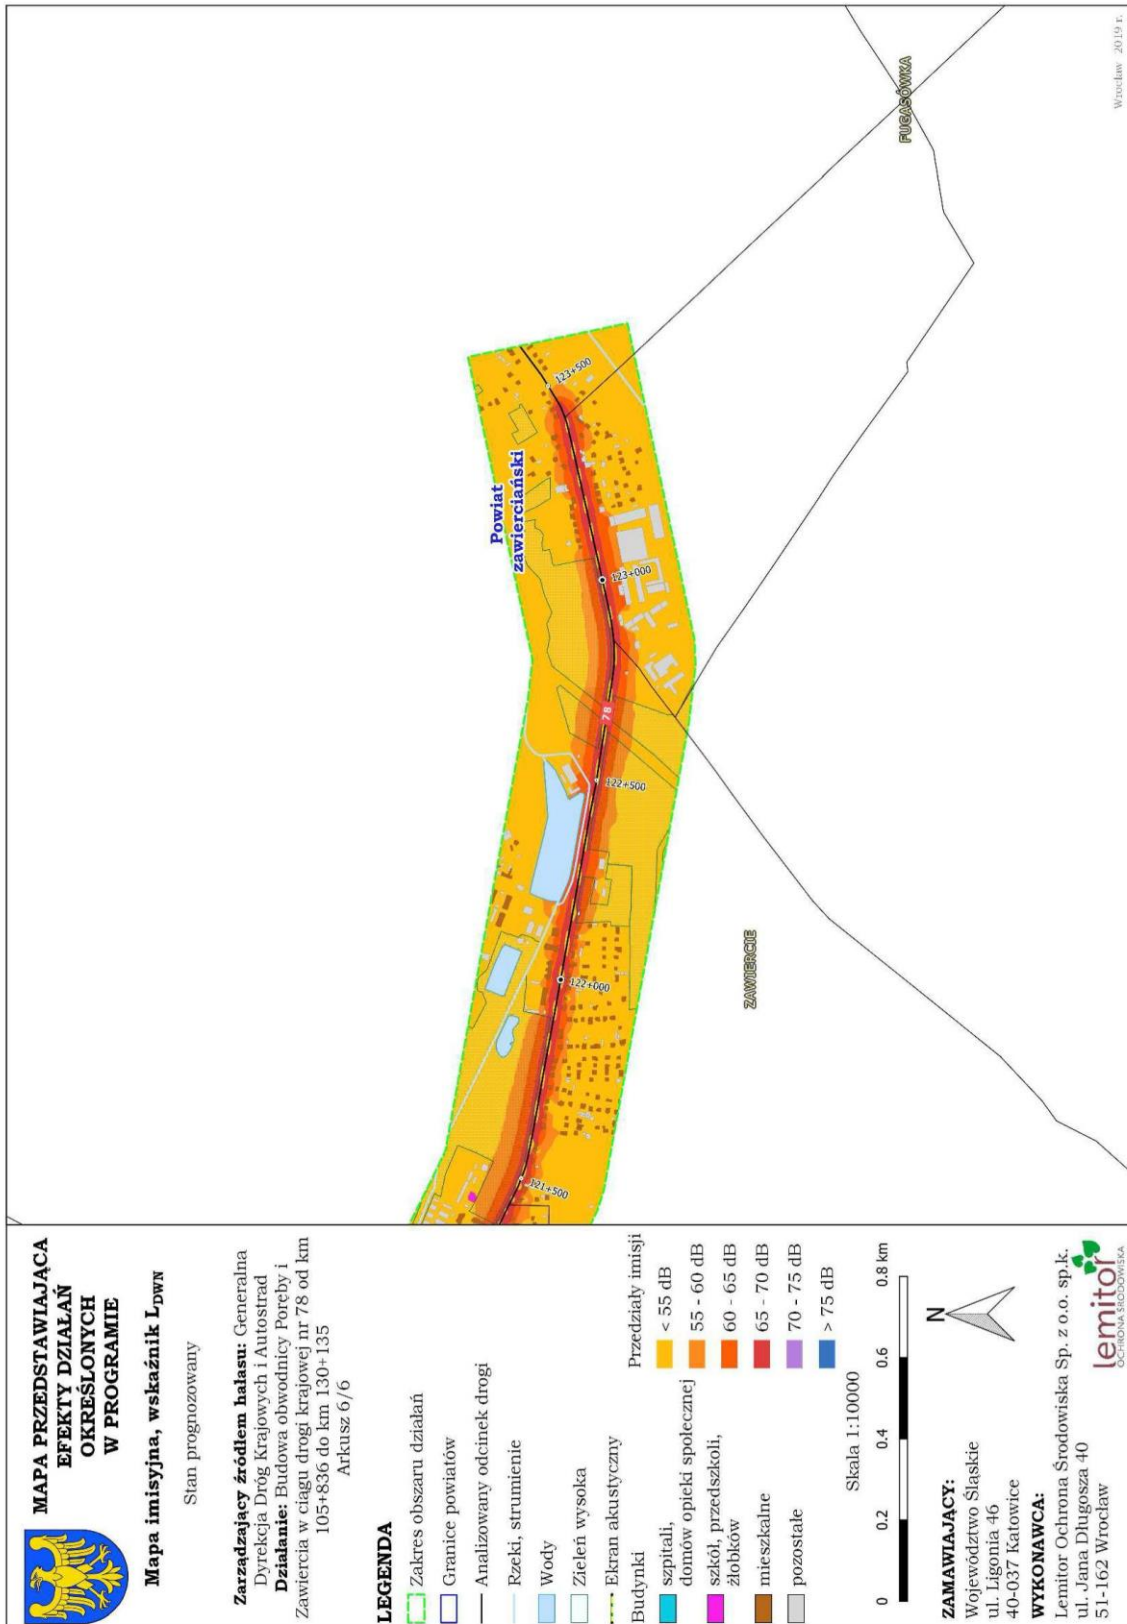 MAPA PRZEDSTAWIAJĄCA
EFEKTY DZIAŁAŃ
OKREŚLONYCH
W PROGRAMIE
Mapa imisyjna, wskaźnik LDWN
Stan prognozowany
Zarządzający źródłem hałasu: Generalna
Dyrekcja Dróg Krajowych i Autostrad
Działanie: Budowa obwodnicy Poręby i
Zawiercia w ciągu drogi krajowej nr 78 od km
105+836 do km 130+135
Arkusz 6/6
LEGENDA
Zakres obszaru działań
Granice powiatów
Analizowany odcinek drogi
Rzeki, strumienie
Wody
Zieleń wysoka
Ekran akustyczny
Budynki
szpitali,
domów opieki społecznej
szkół, przedszkoli,
żłobków
mieszkalne
pozostałe
Przedziały imisji
< 55 dB
55 - 60 dB
60 - 65 dB
65 - 70 dB
70 - 75 dB
> 75 dB
Skala 1:10000
0 0.2 0.4 0.6 0.8 km
N
ZAMAWIAJĄCY:
Województwo Śląskie
ul. Ligonia 46
40-037 Katowice
WYKONAWCA:
Lemitor Ochrona Środowiska Sp. z o.o. sp.k.
ul. Jana Długosza 40
51-162 Wrocław
lemitor
OCHRONA ŚRODOWISKA
121+500
122+000
122+500
78
123+000
123+500
Powiat
zawierciański
ZAWIERCIE
FUGASÓWKA
Wrocław 2019 r.